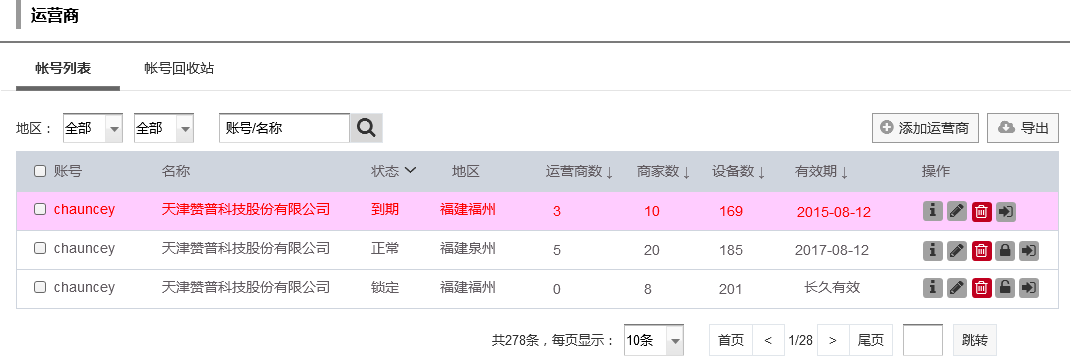 运营商
帐号列表 帐号回收站
地区： 全部 全部 账号/名称 添加运营商 导出
账号 名称 状态 地区 运营商数↓ 商家数↓ 设备数↓ 有效期↓ 操作
chauncey 天津赞普科技股份有限公司 到期 福建福州 3 10 169 2015-08-12
chauncey 天津赞普科技股份有限公司 正常 福建泉州 5 20 185 2017-08-12
chauncey 天津赞普科技股份有限公司 锁定 福建福州 0 8 201 长久有效
共278条，每页显示： 10条 首页 < 1/28 > 尾页 跳转